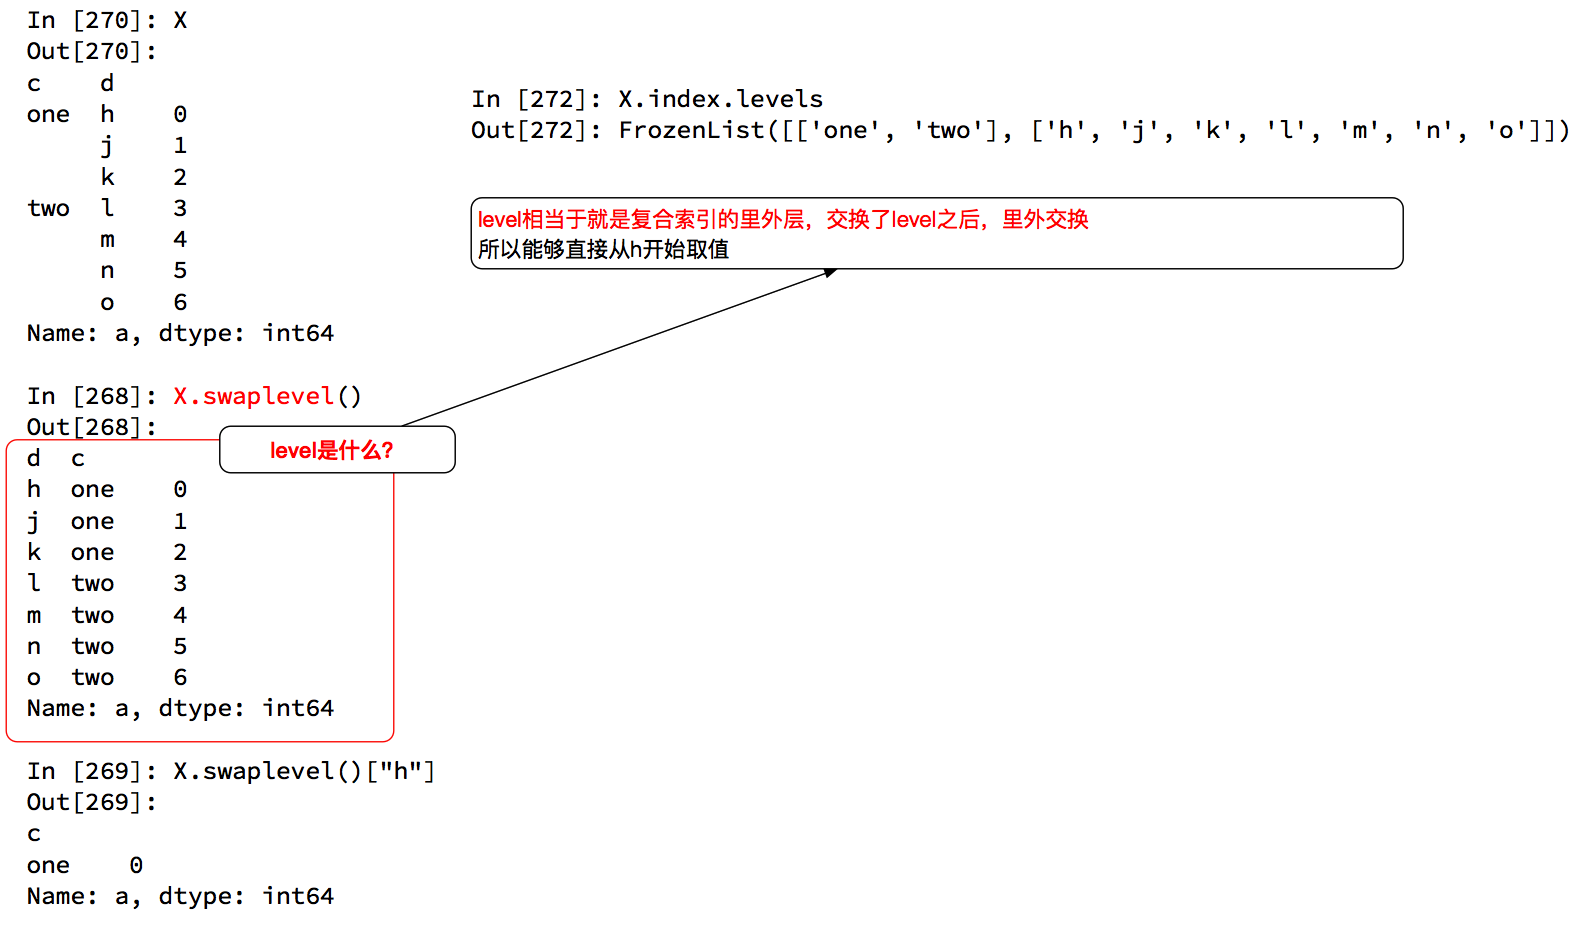 In [270]: X
Out[270]:
c    d
one  h    0
     j    1
     k    2
two  l    3
     m    4
     n    5
     o    6
Name: a, dtype: int64
In [272]: X.index.levels
Out[272]: FrozenList([['one', 'two'], ['h', 'j', 'k', 'l', 'm', 'n', 'o']])
level相当于就是复合索引的里外层，交换了level之后，里外交换
所以能够直接从h开始取值
In [268]: X.swaplevel()
Out[268]:
level是什么?
d  c
h  one    0
j  one    1
k  one    2
l  two    3
m  two    4
n  two    5
o  two    6
Name: a, dtype: int64
In [269]: X.swaplevel()["h"]
Out[269]:
c
one    0
Name: a, dtype: int64